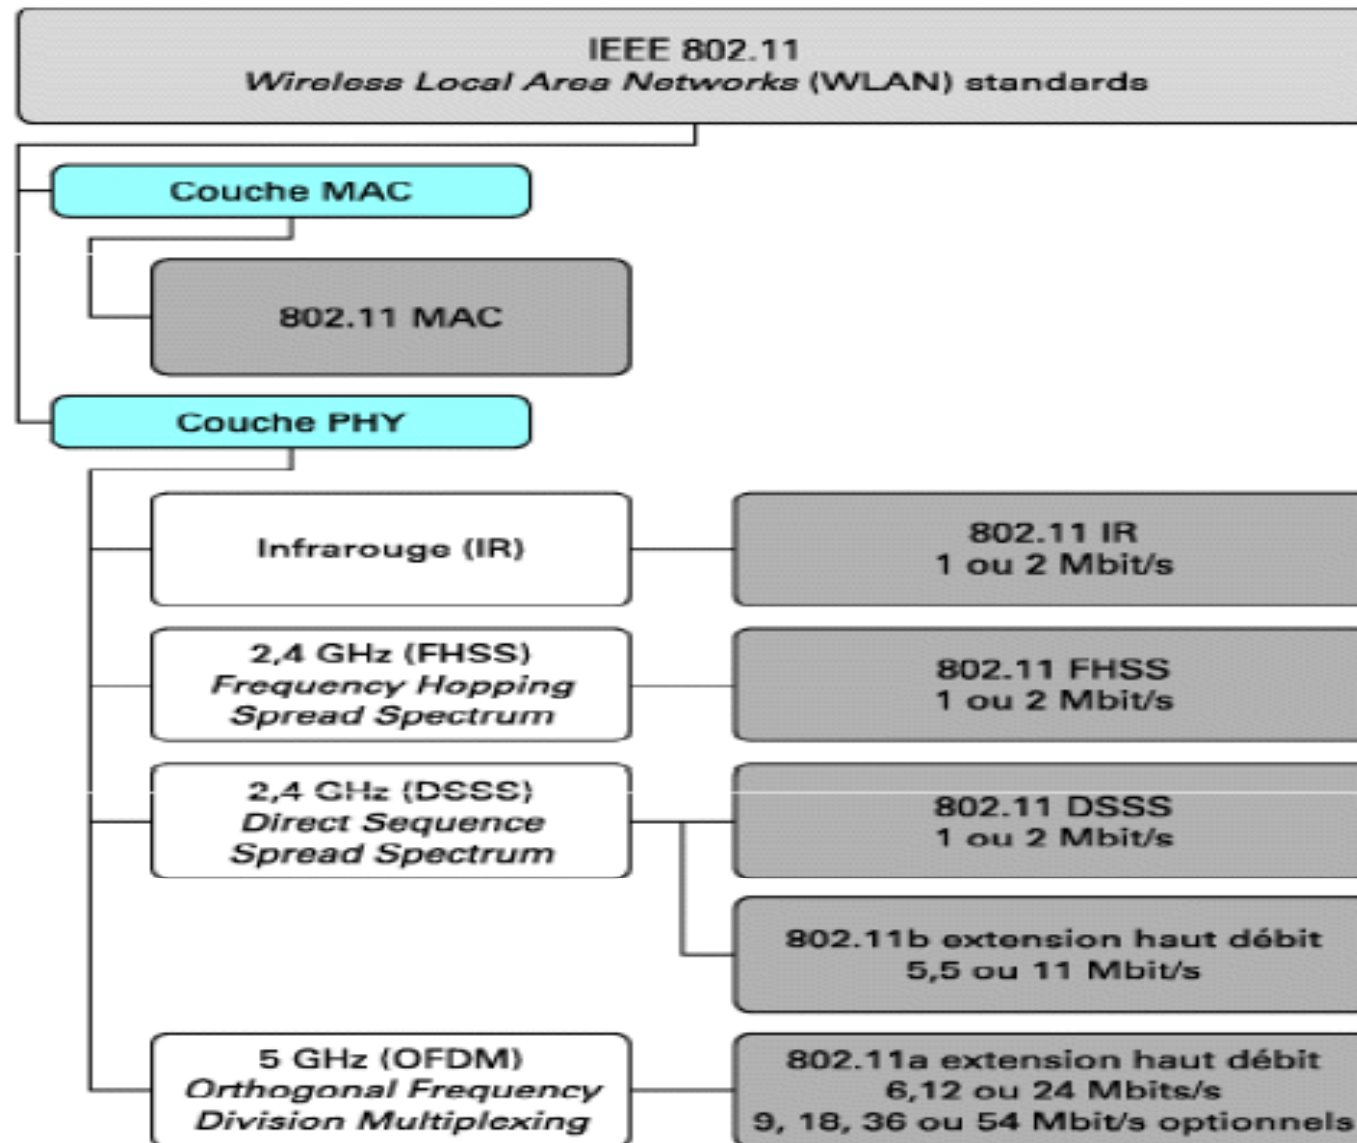 IEEE 802.11
Wireless Local Area Networks (WLAN) standards
Couche MAC
802.11 MAC
Couche PHY
Infrarouge (IR)
802.11 IR
1 ou 2 Mbit/s
2,4 GHz (FHSS)
Frequency Hopping
Spread Spectrum
802.11 FHSS
1 ou 2 Mbit/s
2,4 GHz (DSSS)
Direct Sequence
Spread Spectrum
802.11 DSSS
1 ou 2 Mbit/s
802.11b extension haut débit
5,5 ou 11 Mbit/s
5 GHz (OFDM)
Orthogonal Frequency
Division Multiplexing
802.11a extension haut débit
6,12 ou 24 Mbits/s
9, 18, 36 ou 54 Mbit/s optionnels